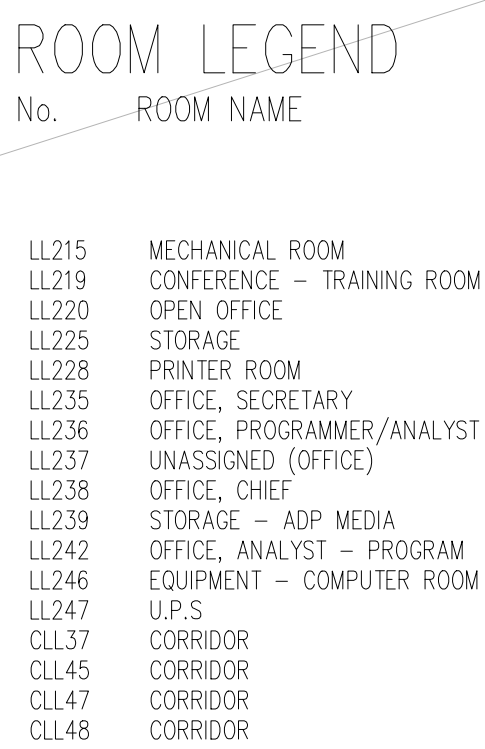 ROOM LEGEND
No. ROOM NAME
LL215 MECHANICAL ROOM
LL219 CONFERENCE – TRAINING ROOM
LL220 OPEN OFFICE
LL225 STORAGE
LL228 PRINTER ROOM
LL235 OFFICE, SECRETARY
LL236 OFFICE, PROGRAMMER/ANALYST
LL237 UNASSIGNED (OFFICE)
LL238 OFFICE, CHIEF
LL239 STORAGE – ADP MEDIA
LL242 OFFICE, ANALYST – PROGRAM
LL246 EQUIPMENT – COMPUTER ROOM
LL247 U.P.S
CLL37 CORRIDOR
CLL45 CORRIDOR
CLL47 CORRIDOR
CLL48 CORRIDOR